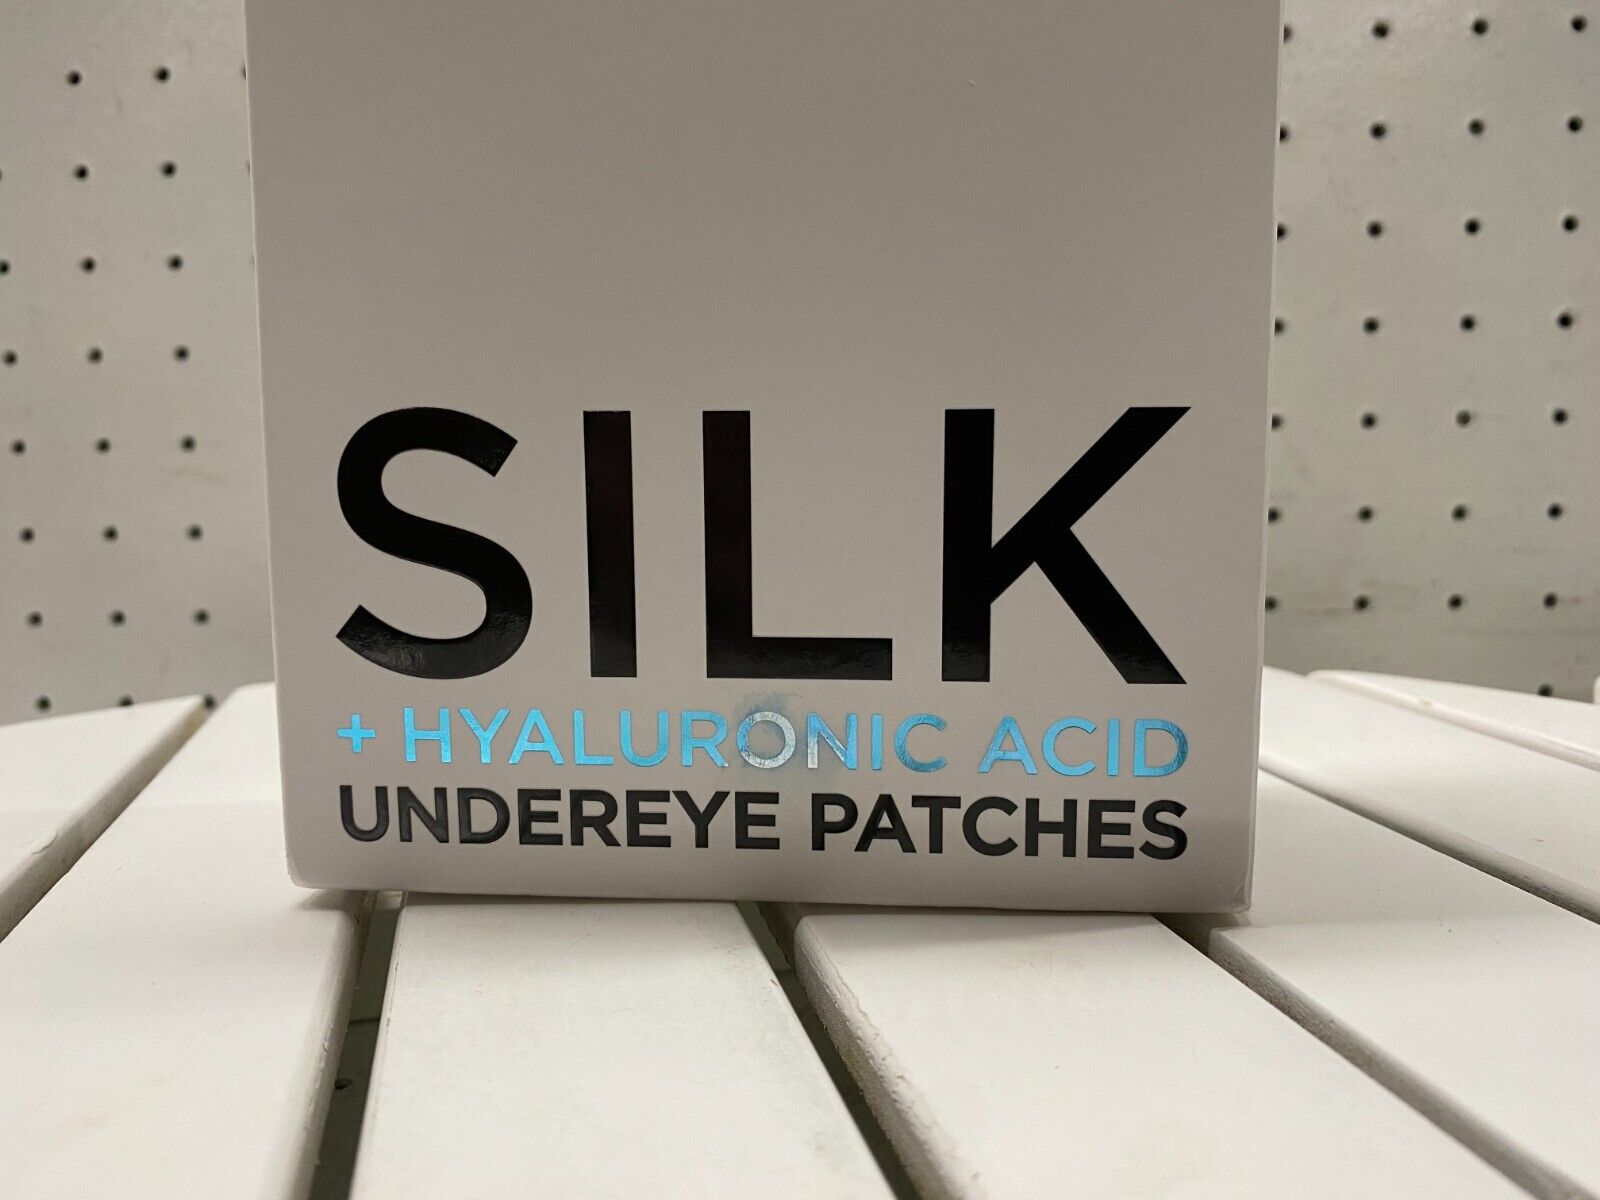 SILK
+ HYALURONIC ACID
UNDEREYE PATCHES